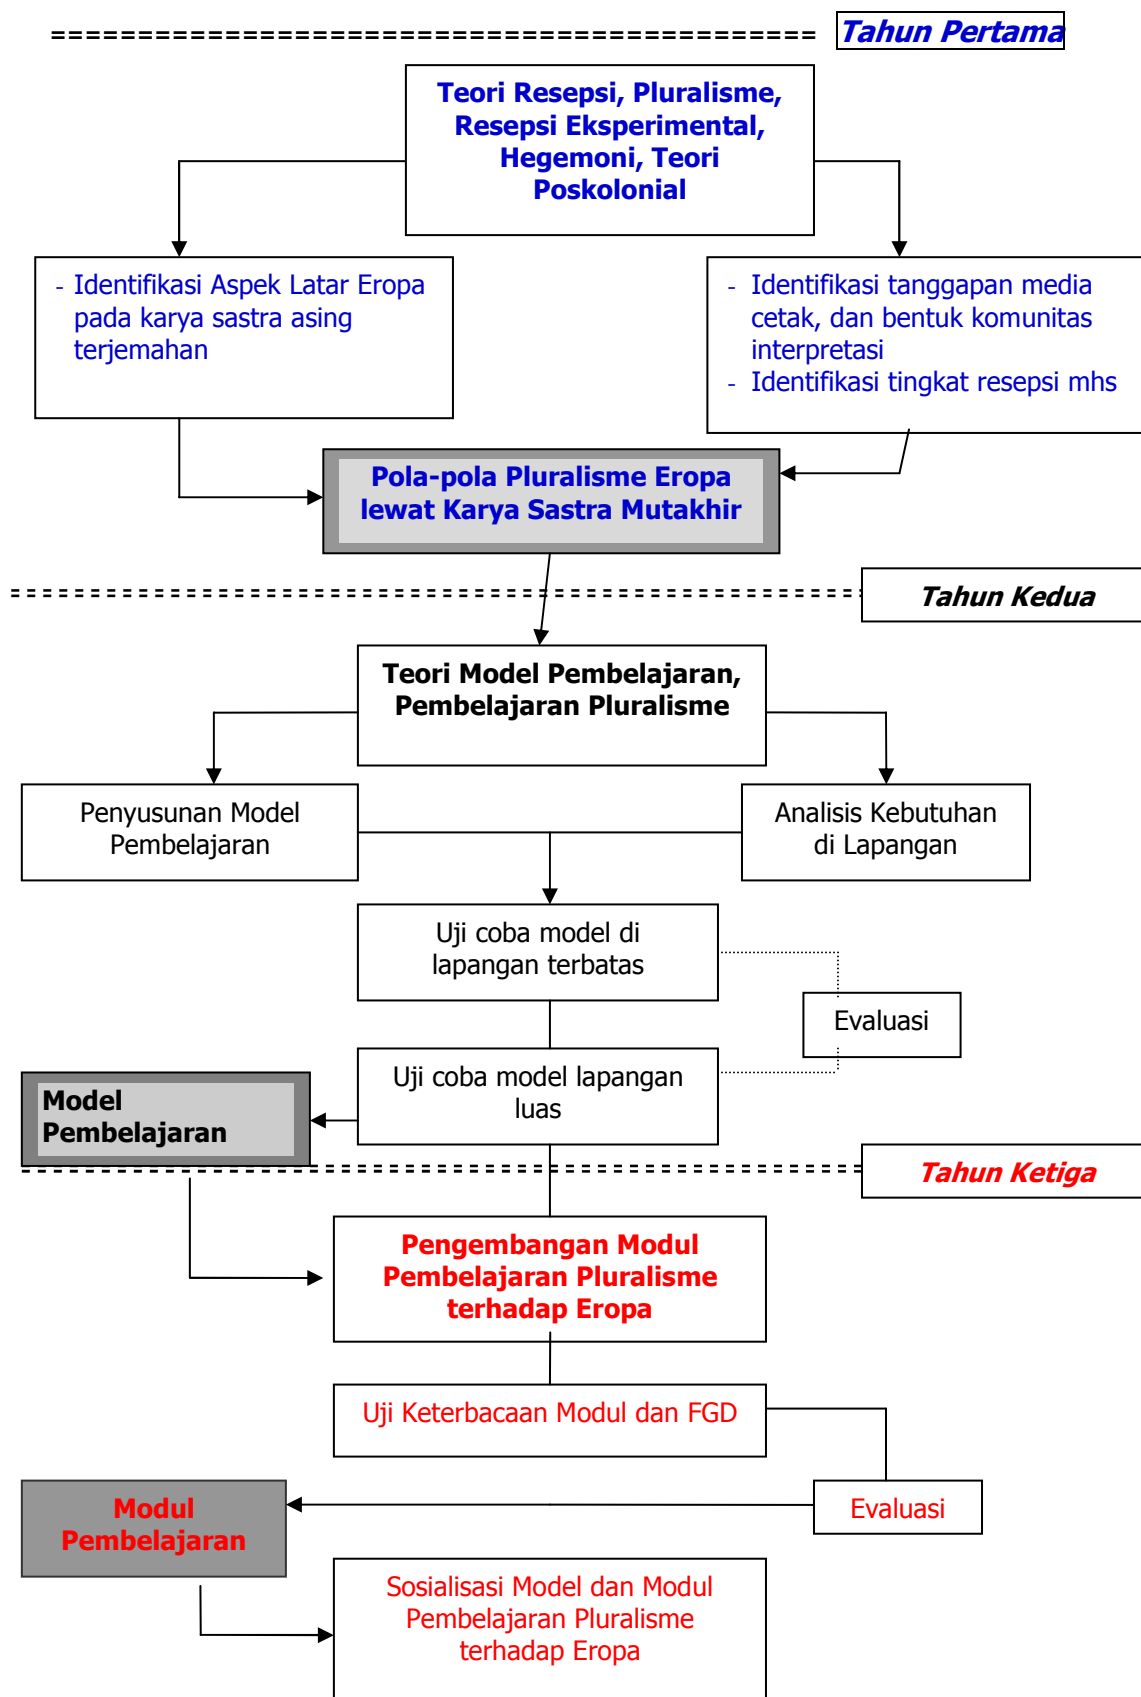 Tahun Pertama
Teori Resepsi, Pluralisme,
Resepsi Eksperimental,
Hegemoni, Teori
Poskolonial
- Identifikasi Aspek Latar Eropa
pada karya sastra asing
terjemahan
- Identifikasi tanggapan media
cetak, dan bentuk komunitas
interpretasi
- Identifikasi tingkat resepsi mhs
Pola-pola Pluralisme Eropa
lewat Karya Sastra Mutakhir
Tahun Kedua
Teori Model Pembelajaran,
Pembelajaran Pluralisme
Penyusunan Model
Pembelajaran
Analisis Kebutuhan
di Lapangan
Uji coba model di
lapangan terbatas
Evaluasi
Uji coba model lapangan
luas
Model
Pembelajaran
Tahun Ketiga
Pengembangan Modul
Pembelajaran Pluralisme
terhadap Eropa
Uji Keterbacaan Modul dan FGD
Evaluasi
Modul
Pembelajaran
Sosialisasi Model dan Modul
Pembelajaran Pluralisme
terhadap Eropa